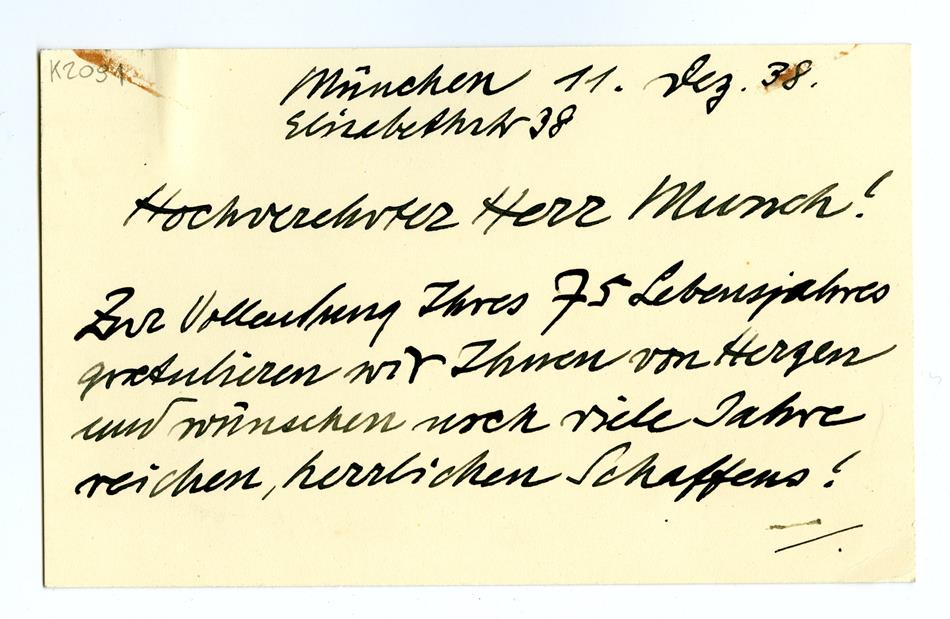 K2091
München 11. Dez. 38.
Elisabethstr 38
Hochverehrter Herr Munch!
Zur Vollendung Ihres 75 Lebensjahres
gratulieren wir Ihnen von Herzen
und wünschen noch viele Jahre
reichen, herrlichen Schaffens!